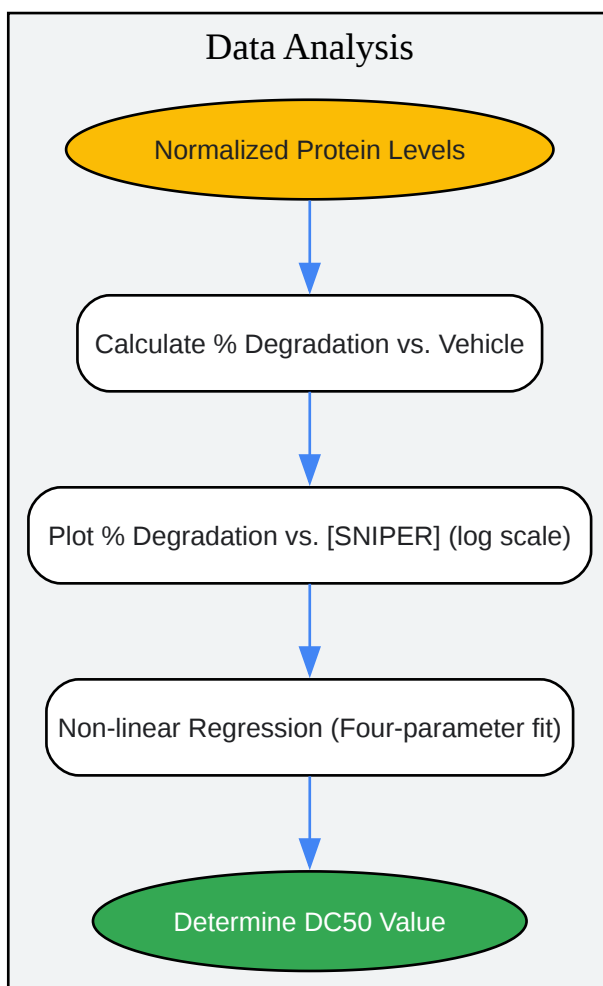 Data Analysis
Normalized Protein Levels
Calculate % Degradation vs. Vehicle
Plot % Degradation vs. [SNIPER] (log scale)
Non-linear Regression (Four-parameter fit)
Determine DC50 Value